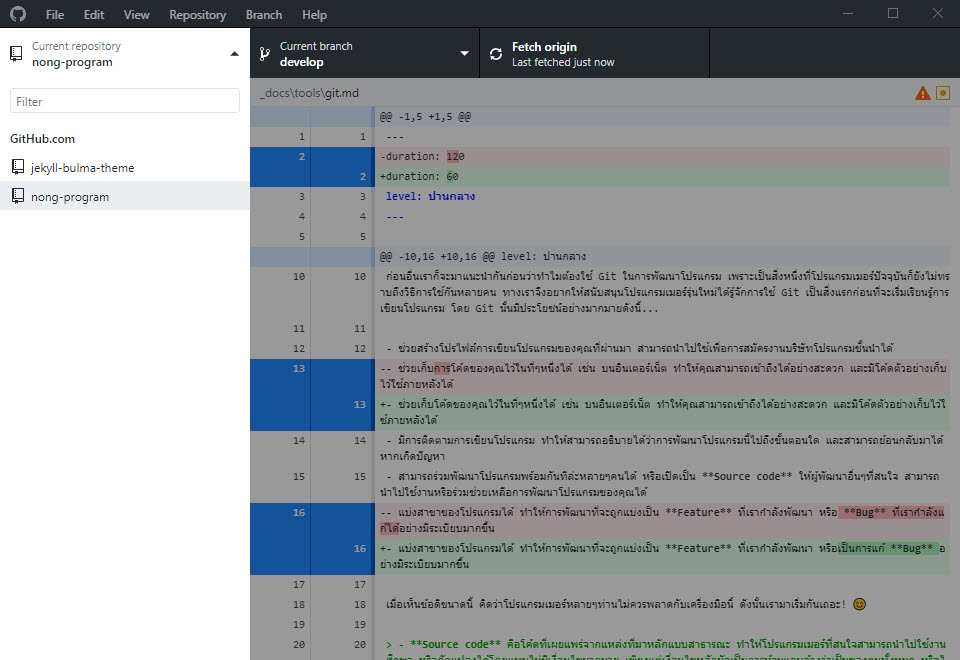 File Edit View Repository Branch Help
Current repository
nong-program
Current branch
develop
Fetch origin
Last fetched just now
Filter
GitHub.com
jekyll-bulma-theme
nong-program
_docs\tools\git.md
@@ -1,5 +1,5 @@
1 1 ---
2 -duration: 120
2 +duration: 60
3 3 level: ปานกลาง
4 4 ---
5 5
@@ -10,16 +10,16 @@ level: ปานกลาง
10 10 ก่อนอื่นเราก็จะมาแนะนำกันก่อนว่าทำไมต้องใช้ Git ในการพัฒนาโปรแกรม เพราะเป็นสิ่งหนึ่งที่โปรแกรมเมอร์ปัจจุบันก็ยังไม่ทร
าบถึงวิธีการใช้กันหลายคน ทางเราจึงอยากให้สนับสนุนโปรแกรมเมอร์รุ่นใหม่ได้รู้จักการใช้ Git เป็นสิ่งแรกก่อนที่จะเริ่มเรียนรู้การ
เขียนโปรแกรม โดย Git นั้นมีประโยชน์อย่างมากมายดังนี้...
11 11
12 12 - ช่วยสร้างโปรไฟล์การเขียนโปรแกรมของคุณที่ผ่านมา สามารถนำไปใช้เพื่อการสมัครงานบริษัทโปรแกรมชั้นนำได้
13 -- ช่วยเก็บการโค้ดของคุณไว้ในที่ๆหนึ่งได้ เช่น บนอินเตอร์เน็ต ทำให้คุณสามารถเข้าถึงได้อย่างสะดวก และมีโค้ดตัวอย่างเก็บ
ไว้ใช้ภายหลังได้
13 +- ช่วยเก็บโค้ดของคุณไว้ในที่ๆหนึ่งได้ เช่น บนอินเตอร์เน็ต ทำให้คุณสามารถเข้าถึงได้อย่างสะดวก และมีโค้ดตัวอย่างเก็บไว้ใ
ช้ภายหลังได้
14 14 - มีการติดตามการเขียนโปรแกรม ทำให้สามารถอธิบายได้ว่าการพัฒนาโปรแกรมนี้ไปถึงขั้นตอนใด และสามารถย้อนกลับมาได้
หากเกิดปัญหา
15 15 - สามารถร่วมพัฒนาโปรแกรมพร้อมกันทีล่ะหลายๆคนได้ หรือเปิดเป็น **Source code** ให้ผู้พัฒนาอื่นๆที่สนใจ สามารถ
นำไปใช้งานหรือร่วมช่วยเหลือการพัฒนาโปรแกรมของคุณได้
16 -- แบ่งสาขาของโปรแกรมได้ ทำให้การพัฒนาที่จะถูกแบ่งเป็น **Feature** ที่เรากำลังพัฒนา หรือ **Bug** ที่เรากำลังแ
ก้ได้อย่างมีระเบียบมากขึ้น
16 +- แบ่งสาขาของโปรแกรมได้ ทำให้การพัฒนาที่จะถูกแบ่งเป็น **Feature** ที่เรากำลังพัฒนา หรือเป็นการแก้ **Bug** อ
ย่างมีระเบียบมากขึ้น
17 17
18 18 เมื่อเห็นข้อดีขนาดนี้ คิดว่าโปรแกรมเมอร์หลายๆท่านไม่ควรพลาดกับเครื่องมือนี้ ดังนั้นเรามาเริ่มกันเถอะ! 😊
19 19
20 20 > - **Source code** คือโค้ดที่เผยแพร่จากแหล่งที่มาหลักแบบสาธารณะ ทำให้โปรแกรมเมอร์ที่สนใจสามารถนำไปใช้งาน